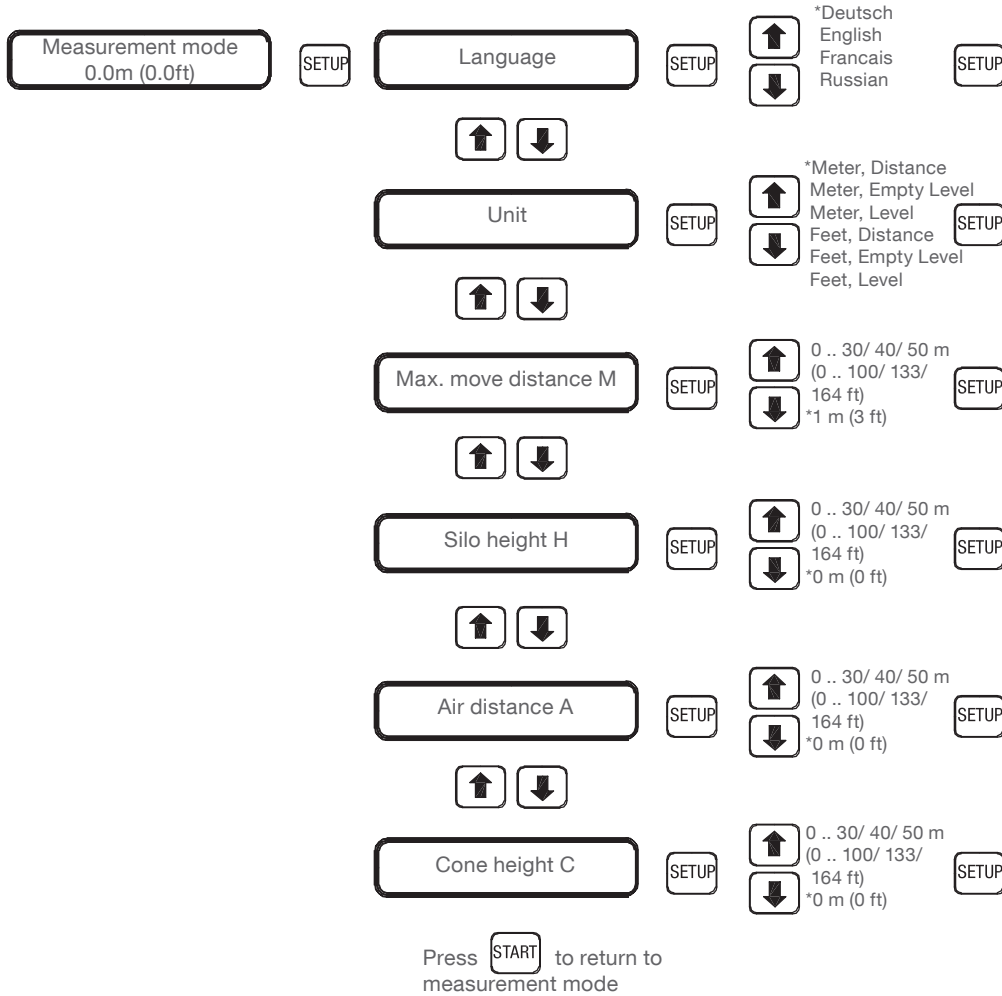 Measurement mode
0.0m (0.0ft)
SETUP
Language
SETUP
*Deutsch
English
Francais
Russian
SETUP
Unit
SETUP
*Meter, Distance
Meter, Empty Level
Meter, Level
Feet, Distance
Feet, Empty Level
Feet, Level
SETUP
Max. move distance M
SETUP
0 .. 30/ 40/ 50 m
(0 .. 100/ 133/
164 ft)
*1 m (3 ft)
SETUP
Silo height H
SETUP
0 .. 30/ 40/ 50 m
(0 .. 100/ 133/
164 ft)
*0 m (0 ft)
SETUP
Air distance A
SETUP
0 .. 30/ 40/ 50 m
(0 .. 100/ 133/
164 ft)
*0 m (0 ft)
SETUP
Cone height C
SETUP
0 .. 30/ 40/ 50 m
(0 .. 100/ 133/
164 ft)
*0 m (0 ft)
SETUP
Press START to return to
measurement mode